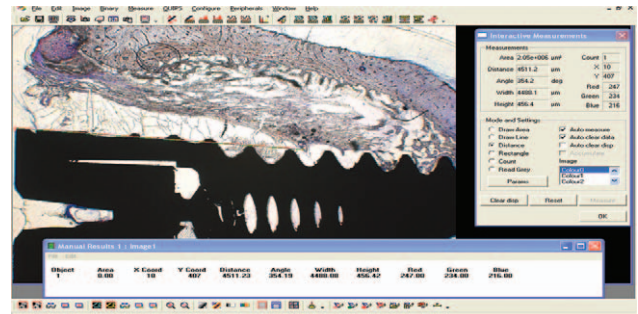 File Edit Image Binary Measure QUIPS Configure Peripherals Window Help
Interactive Measurements
Measurements
Area 2.05e+006 µm² Count 1
Distance 4511.2 µm X 10
Angle 354.2 deg Y 407
Width 4488.1 µm Red 247
Height 456.4 µm Green 234
Blue 216
Mode and Settings
Draw Area Auto measure
Draw Line Auto clear data
Distance Auto clear disp
Rectangle
Count Image
Read Grey Colour0
Colour1
Params Colour2
Clear disp Reset Measure
OK
Manual Results 1 : Image1
File Edit
Object Area X Coord Y Coord Distance Angle Width Height Red Green Blue
1 0.00 10 407 4511.23 354.19 4488.08 456.42 247.00 234.00 216.00